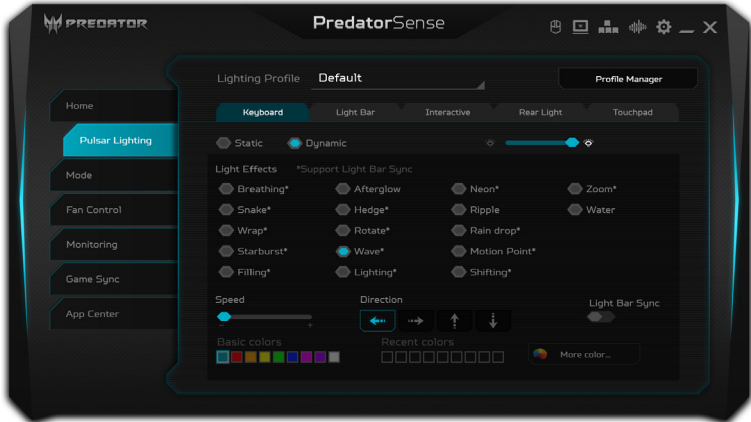 PREDATOR
PredatorSense
Lighting Profile Default Profile Manager
Home
Pulsar Lighting
Mode
Fan Control
Monitoring
Game Sync
App Center
Keyboard Light Bar Interactive Rear Light Touchpad
Static Dynamic
Light Effects *Support Light Bar Sync
Breathing* Afterglow Neon* Zoom*
Snake* Hedge* Ripple Water
Wrap* Rotate* Rain drop*
Starburst* Wave* Motion Point*
Filling* Lighting* Shifting*
Speed Direction Light Bar Sync
- +
Basic colors Recent colors More color...